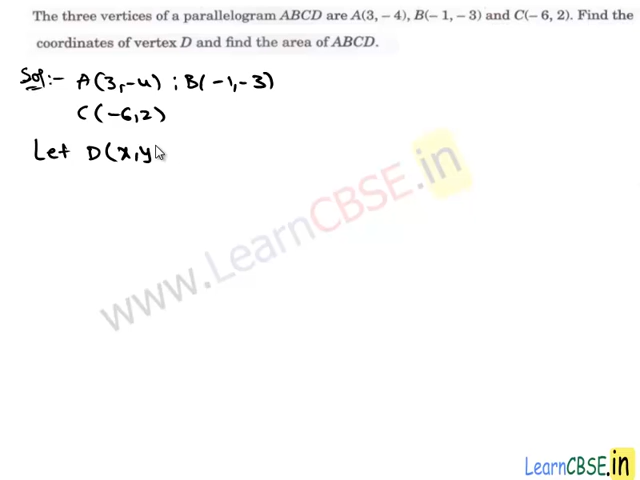 The three vertices of a parallelogram ABCD are A(3, – 4), B(– 1, – 3) and C(– 6, 2). Find the
coordinates of vertex D and find the area of ABCD.
Sol:- A(3,-4) ; B(-1,-3)
C(-6,2)
Let D(x,y
www.LearnCBSE.in
LearnCBSE.in